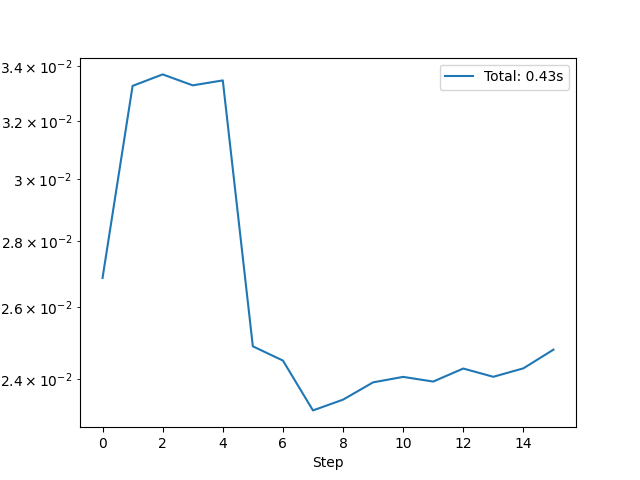 Total: 0.43s
3.4 × 10⁻²
3.2 × 10⁻²
3 × 10⁻²
2.8 × 10⁻²
2.6 × 10⁻²
2.4 × 10⁻²
0 2 4 6 8 10 12 14
Step